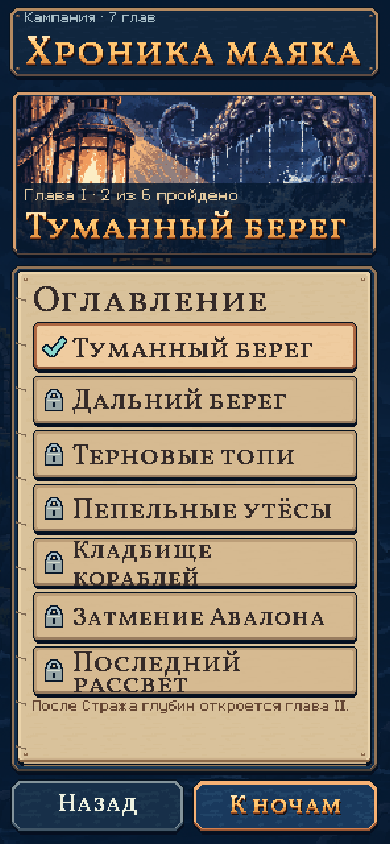 Кампания · 7 глав
Хроника маяка
Глава I · 2 из 6 пройдено
Туманный берег
Оглавление
Туманный берег
Дальний берег
Терновые топи
Пепельные утёсы
Кладбище
кораблей
Затмение Авалона
Последний
рассвет
После Стража глубин откроется глава II.
Назад
К ночам